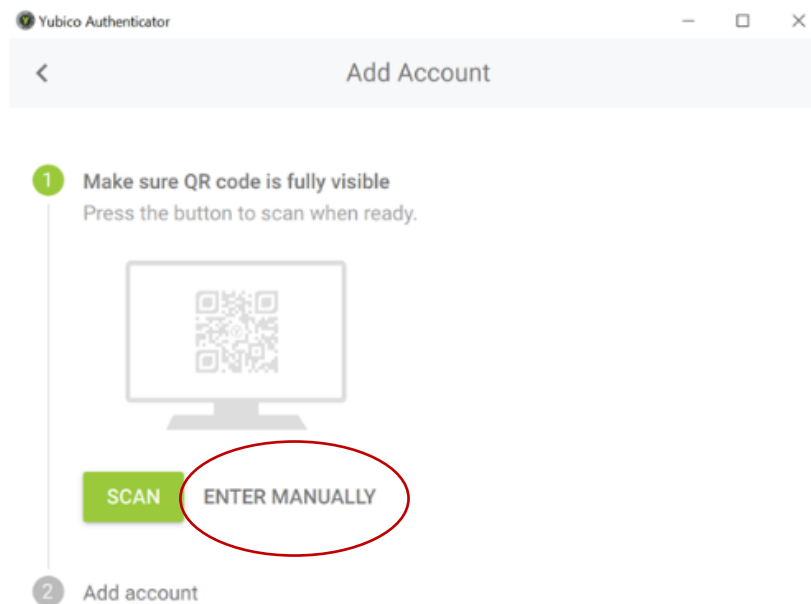 Yubico Authenticator
Add Account
1 Make sure QR code is fully visible
Press the button to scan when ready.
SCAN ENTER MANUALLY
2 Add account